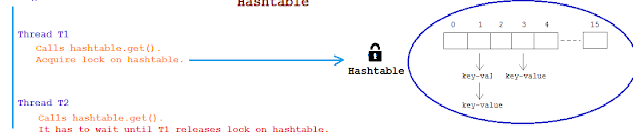 Hashtable
Thread T1
Calls hashtable.get().
Acquire lock on hashtable.
Hashtable
0 1 2 3 4 15
key-val key-value
key-value
Thread T2
Calls hashtable.get().
It has to wait until T1 releases lock on hashtable.